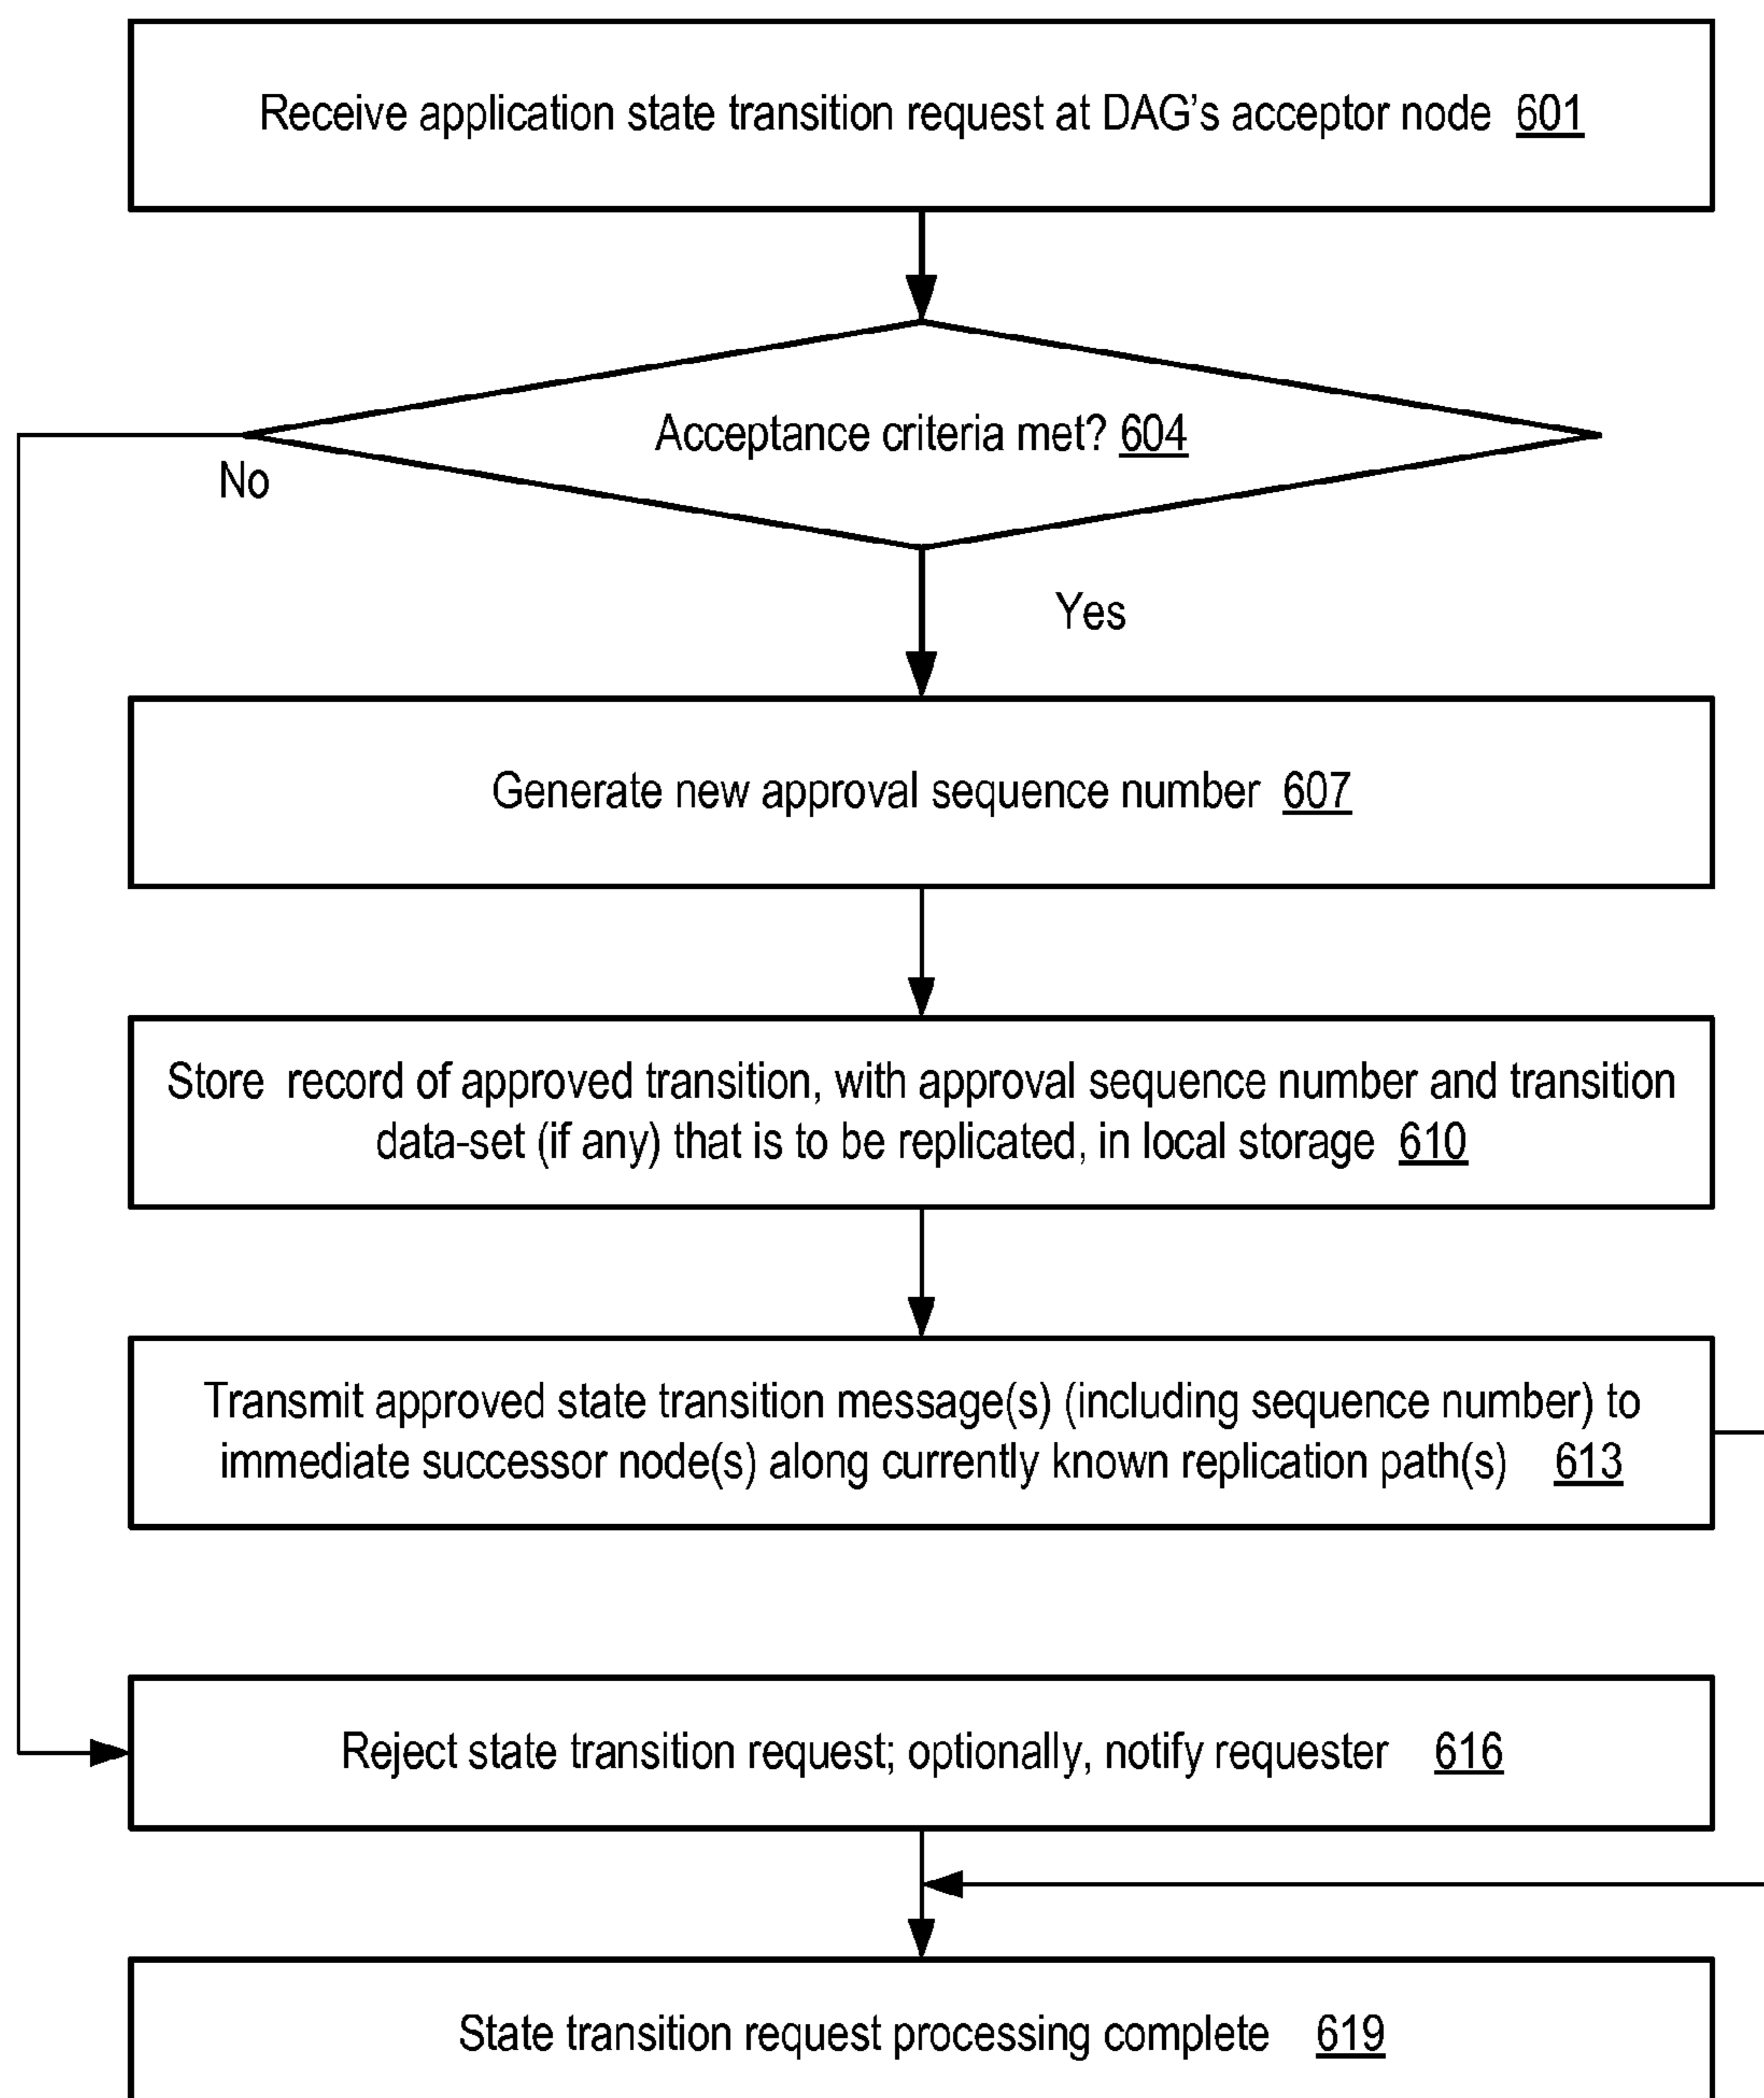 Receive application state transition request at DAG’s acceptor node 601
Acceptance criteria met? 604
No
Yes
Generate new approval sequence number 607
Store record of approved transition, with approval sequence number and transition
data-set (if any) that is to be replicated, in local storage 610
Transmit approved state transition message(s) (including sequence number) to
immediate successor node(s) along currently known replication path(s) 613
Reject state transition request; optionally, notify requester 616
State transition request processing complete 619